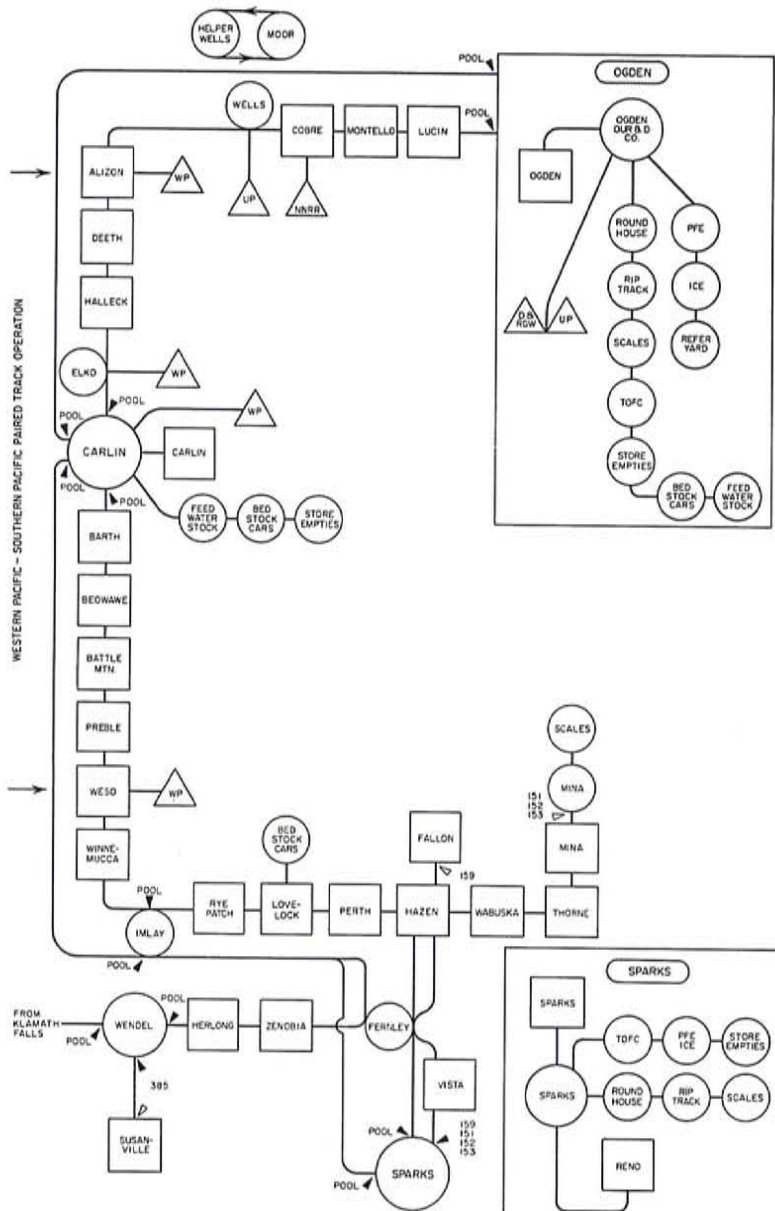 HELPER
WELLS
MOOR
POOL
OGDEN
WELLS
COBRE
MONTELLO
LUCIN
POOL
OGDEN
OUR & D
CO.
OGDEN
ALIZON
WP
UP
NNRR
DEETH
ROUND
HOUSE
PFE
HALLECK
RIP
TRACK
ICE
D&
RGW
UP
SCALES
REFER
YARD
ELKO
WP
POOL
POOL
WP
TOFC
CARLIN
CARLIN
POOL
POOL
STORE
EMPTIES
BED
STOCK
CARS
FEED
WATER
STOCK
FEED
WATER
STOCK
BED
STOCK
CARS
STORE
EMPTIES
BARTH
WESTERN PACIFIC – SOUTHERN PACIFIC PAIRED TRACK OPERATION
BEOWAWE
BATTLE
MTN.
PREBLE
SCALES
WESO
WP
151
152
153
MINA
WINNE-
MUCCA
BED
STOCK
CARS
FALLON
MINA
159
POOL
RYE
PATCH
LOVE-
LOCK
PERTH
HAZEN
WABUSKA
THORNE
IMLAY
POOL
SPARKS
FROM
KLAMATH
FALLS
POOL
WENDEL
POOL
HERLONG
ZENOBIA
FERNLEY
SPARKS
TOFC
PFE
ICE
STORE
EMPTIES
385
VISTA
SPARKS
ROUND
HOUSE
RIP
TRACK
SCALES
SUSAN-
VILLE
POOL
159
151
152
153
SPARKS
POOL
RENO